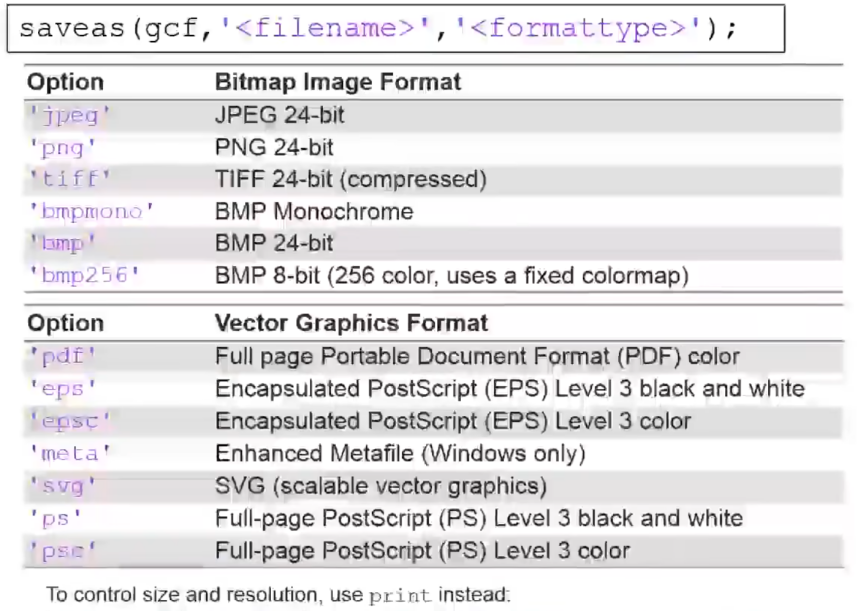 saveas(gcf,'<filename>','<formattype>');
Option Bitmap Image Format
'jpeg' JPEG 24-bit
'png' PNG 24-bit
'tiff' TIFF 24-bit (compressed)
'bmpmono' BMP Monochrome
'bmp' BMP 24-bit
'bmp256' BMP 8-bit (256 color, uses a fixed colormap)
Option Vector Graphics Format
'pdf' Full page Portable Document Format (PDF) color
'eps' Encapsulated PostScript (EPS) Level 3 black and white
'epsc' Encapsulated PostScript (EPS) Level 3 color
'meta' Enhanced Metafile (Windows only)
'svg' SVG (scalable vector graphics)
'ps' Full-page PostScript (PS) Level 3 black and white
'psc' Full-page PostScript (PS) Level 3 color
To control size and resolution, use print instead: